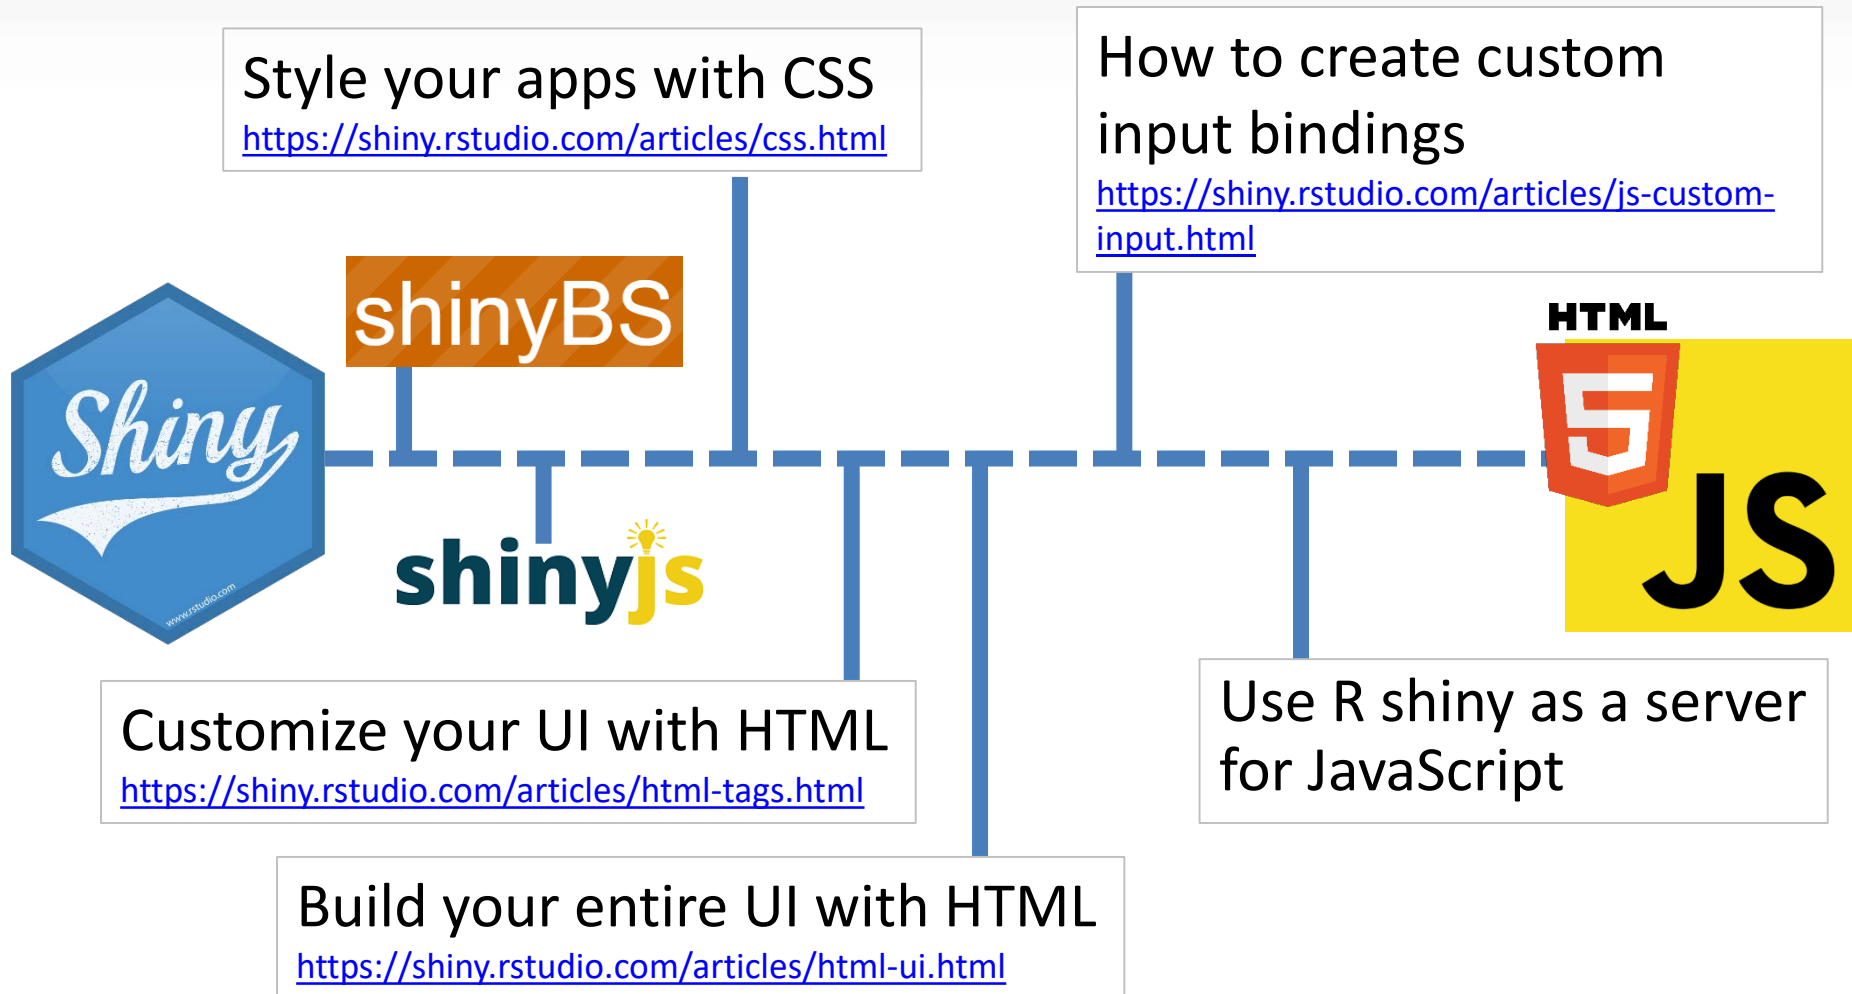 Style your apps with CSS
https://shiny.rstudio.com/articles/css.html
How to create custom
input bindings
https://shiny.rstudio.com/articles/js-custom-
input.html
shinyBS
HTML
5
JS
Shiny
www.rstudio.com
shinyjs
Customize your UI with HTML
https://shiny.rstudio.com/articles/html-tags.html
Use R shiny as a server
for JavaScript
Build your entire UI with HTML
https://shiny.rstudio.com/articles/html-ui.html